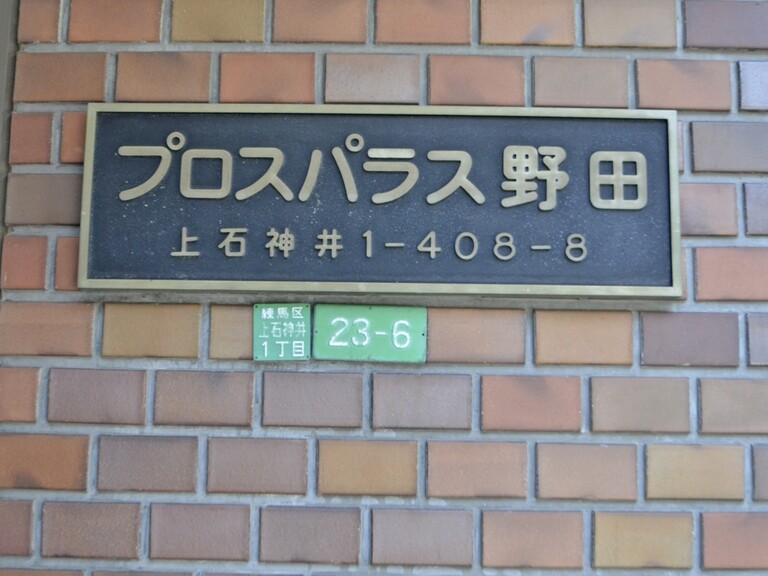 プロスパラス野田
上石神井1-408-8
練馬区
上石神井
1丁目
23-6